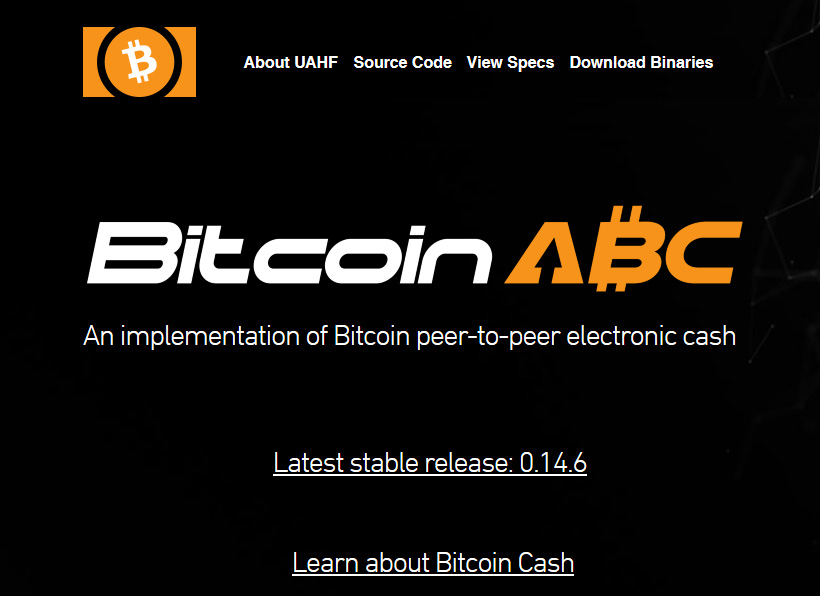 About UAHF Source Code View Specs Download Binaries
Bitcoin ABC
An implementation of Bitcoin peer-to-peer electronic cash
Latest stable release: 0.14.6
Learn about Bitcoin Cash